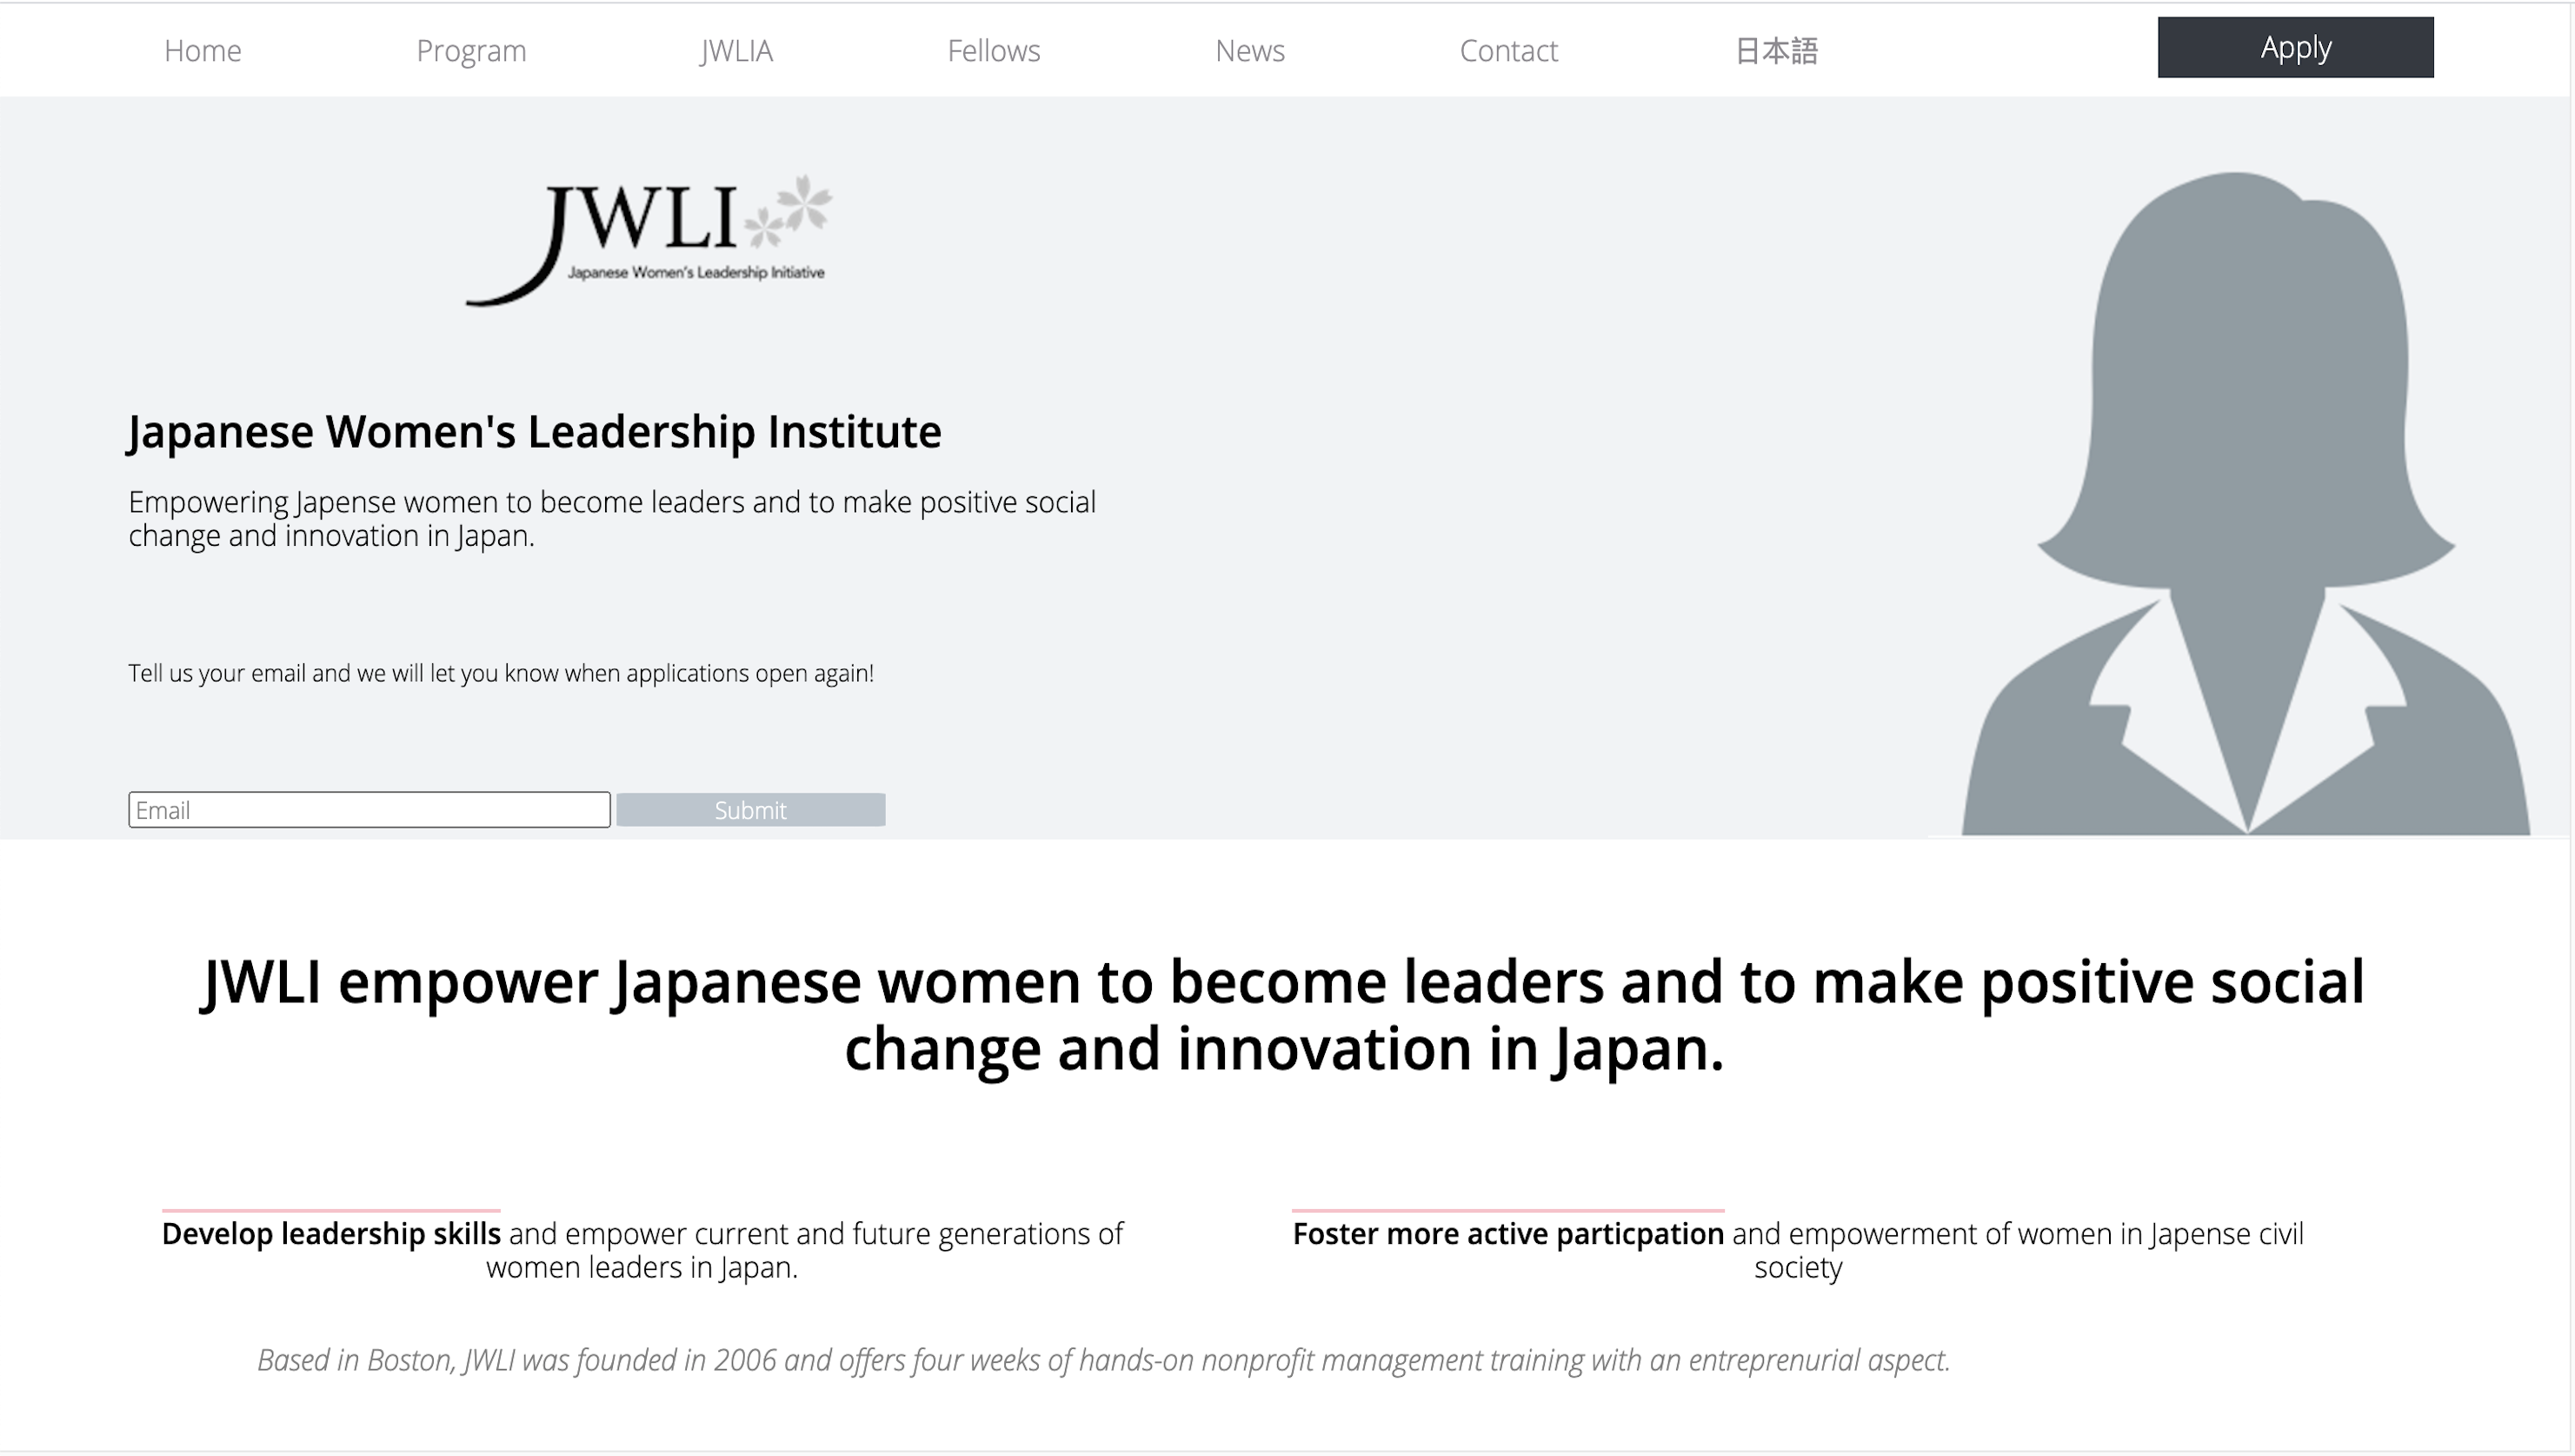 Home Program JWLIA Fellows News Contact 日本語 Apply
JWLI
Japanese Women's Leadership Initiative
Japanese Women's Leadership Institute
Empowering Japense women to become leaders and to make positive social
change and innovation in Japan.
Tell us your email and we will let you know when applications open again!
Email Submit
JWLI empower Japanese women to become leaders and to make positive social
change and innovation in Japan.
Develop leadership skills and empower current and future generations of
women leaders in Japan.
Foster more active particpation and empowerment of women in Japense civil
society
Based in Boston, JWLI was founded in 2006 and offers four weeks of hands-on nonprofit management training with an entreprenurial aspect.